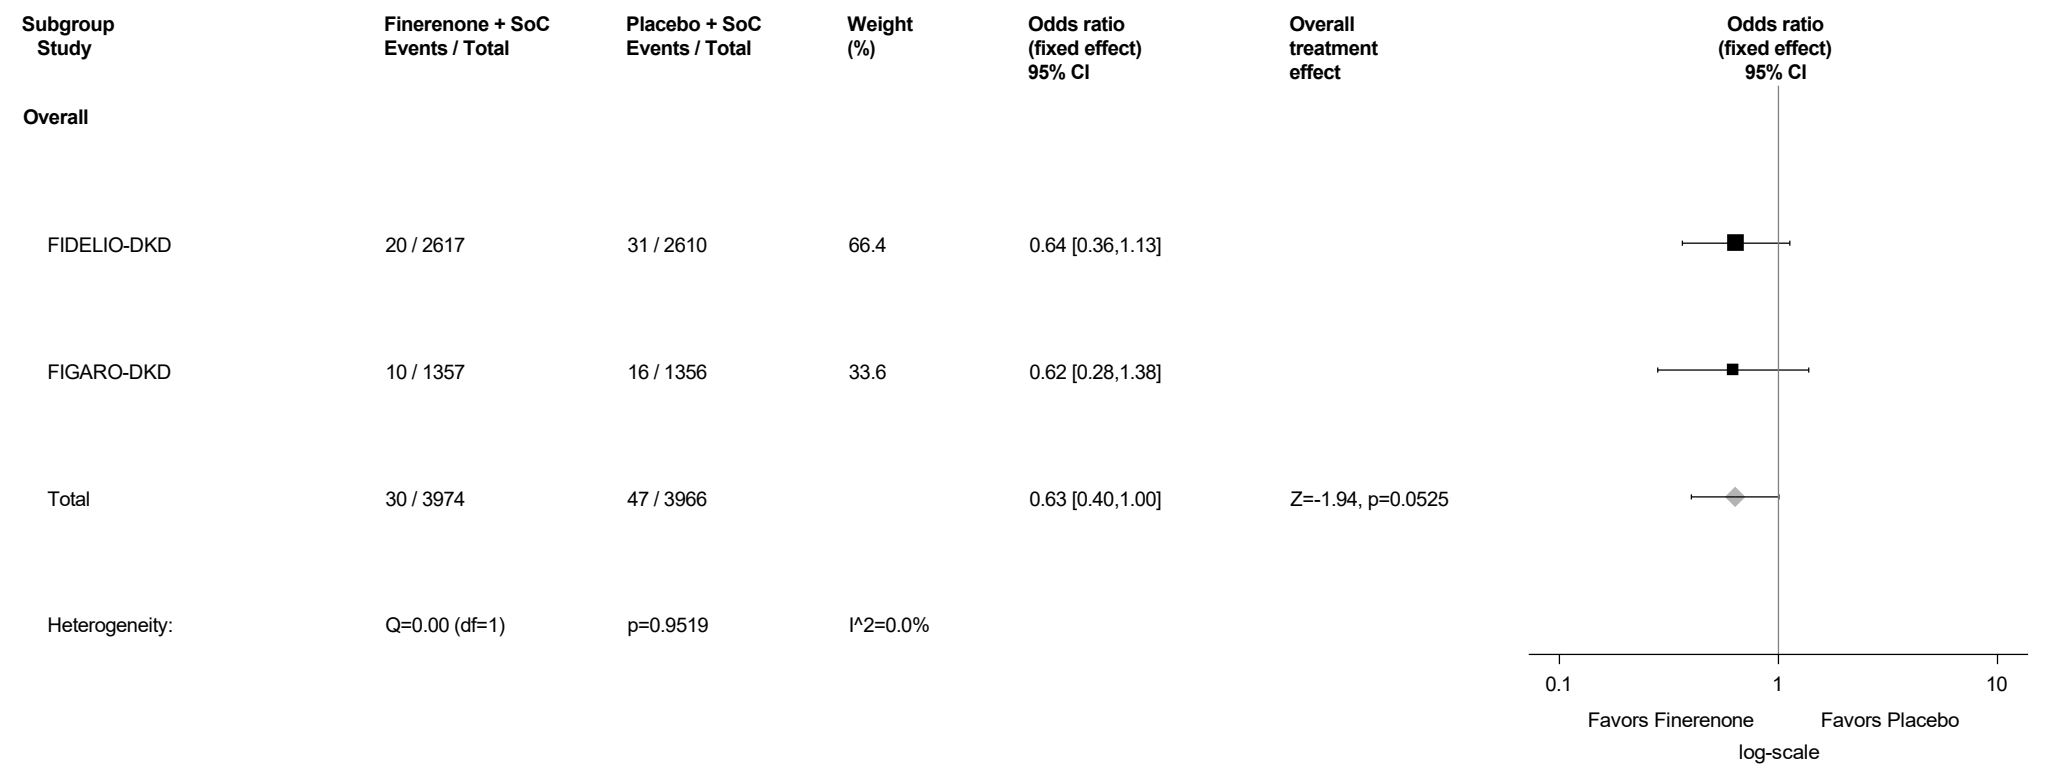 Subgroup Finerenone + SoC Placebo + SoC Weight Odds ratio Overall Odds ratio
Study Events / Total Events / Total (%) (fixed effect) treatment (fixed effect)
95% CI effect 95% CI
Overall
FIDELIO-DKD 20 / 2617 31 / 2610 66.4 0.64 [0.36,1.13]
FIGARO-DKD 10 / 1357 16 / 1356 33.6 0.62 [0.28,1.38]
Total 30 / 3974 47 / 3966 0.63 [0.40,1.00] Z=-1.94, p=0.0525
Heterogeneity: Q=0.00 (df=1) p=0.9519 I^2=0.0%
0.1 1 10
Favors Finerenone Favors Placebo
log-scale